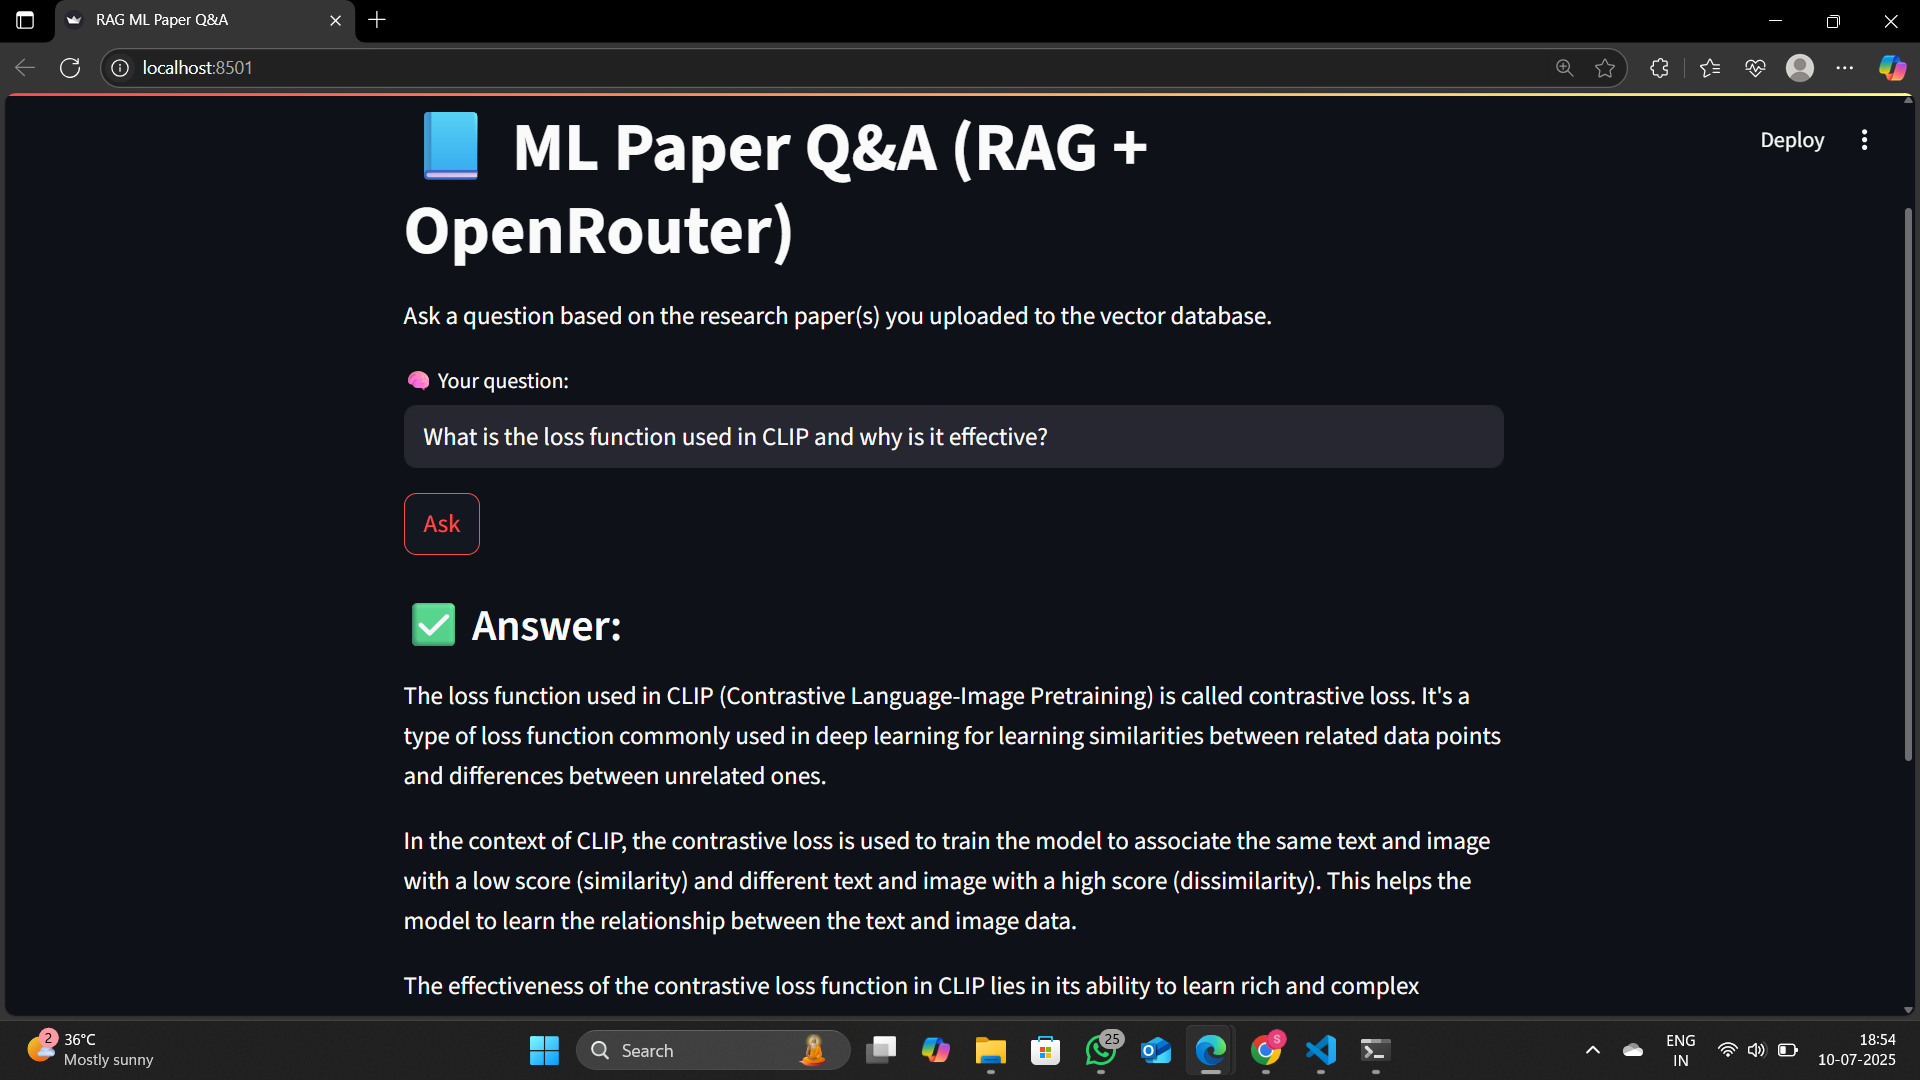 RAG ML Paper Q&A
localhost:8501
Deploy
ML Paper Q&A (RAG +
OpenRouter)
Ask a question based on the research paper(s) you uploaded to the vector database.
Your question:
What is the loss function used in CLIP and why is it effective?
Ask
Answer:
The loss function used in CLIP (Contrastive Language-Image Pretraining) is called contrastive loss. It's a
type of loss function commonly used in deep learning for learning similarities between related data points
and differences between unrelated ones.
In the context of CLIP, the contrastive loss is used to train the model to associate the same text and image
with a low score (similarity) and different text and image with a high score (dissimilarity). This helps the
model to learn the relationship between the text and image data.
The effectiveness of the contrastive loss function in CLIP lies in its ability to learn rich and complex
2
36°C
Mostly sunny
Search
25
S
ENG
IN
18:54
10-07-2025